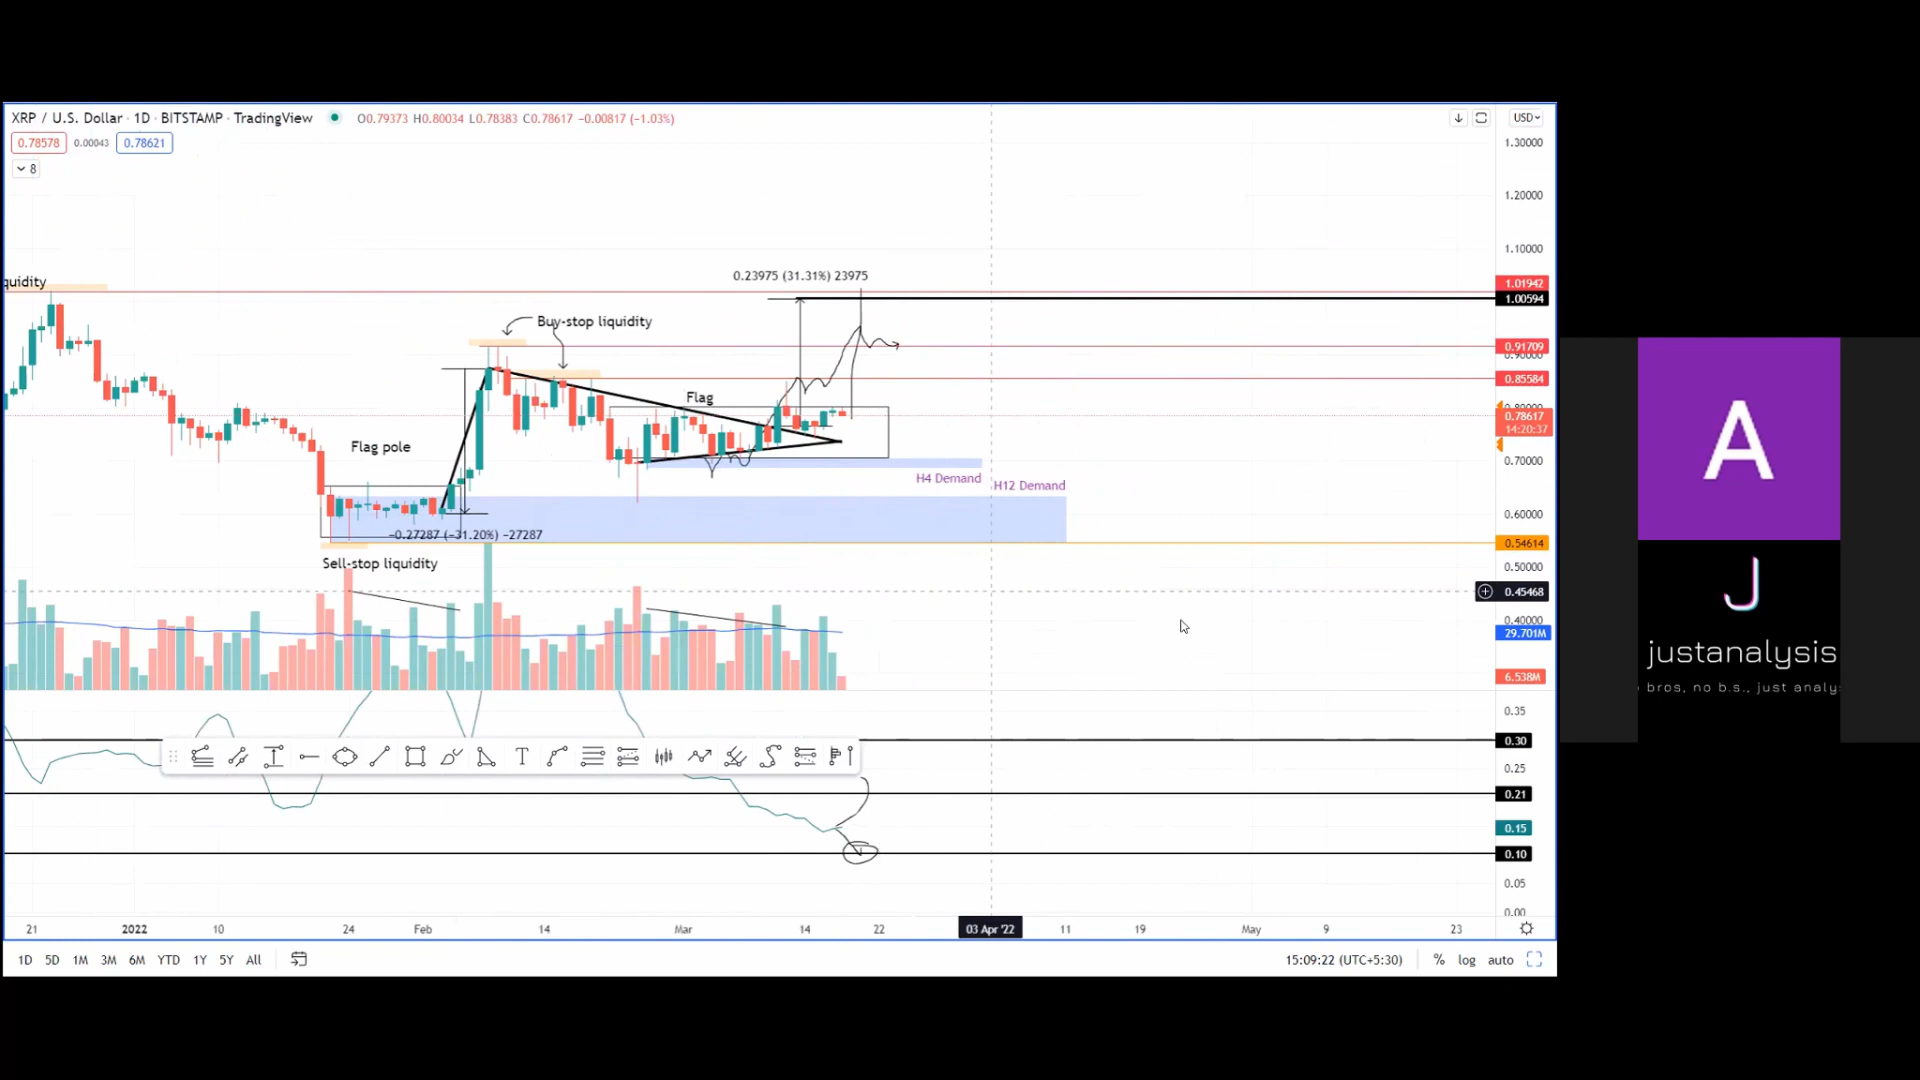 XRP / U.S. Dollar · 1D · BITSTAMP · TradingView O0.79373 H0.80034 L0.78383 C0.78617 −0.00817 (−1.03%)
USD
0.78578 0.00043 0.78621
8
1.30000
1.20000
1.10000
0.23975 (31.31%) 23975
quidity
1.01942
1.00594
Buy-stop liquidity
0.91709
0.90000
0.85584
Flag
0.80000
0.78617
14:20:37
Flag pole
0.70000
H4 Demand
H12 Demand
0.60000
−0.27287 (−31.20%) −27287
0.54614
Sell-stop liquidity
0.50000
0.45468
0.40000
29.701M
6.538M
0.35
0.30
0.25
0.21
0.15
0.10
0.05
0.00
21 2022 10 24 Feb 14 Mar 14 22 03 Apr '22 11 19 May 9 23
1D 5D 1M 3M 6M YTD 1Y 5Y All
15:09:22 (UTC+5:30) % log auto
A
J
justanalysis
bros, no b.s., just analy